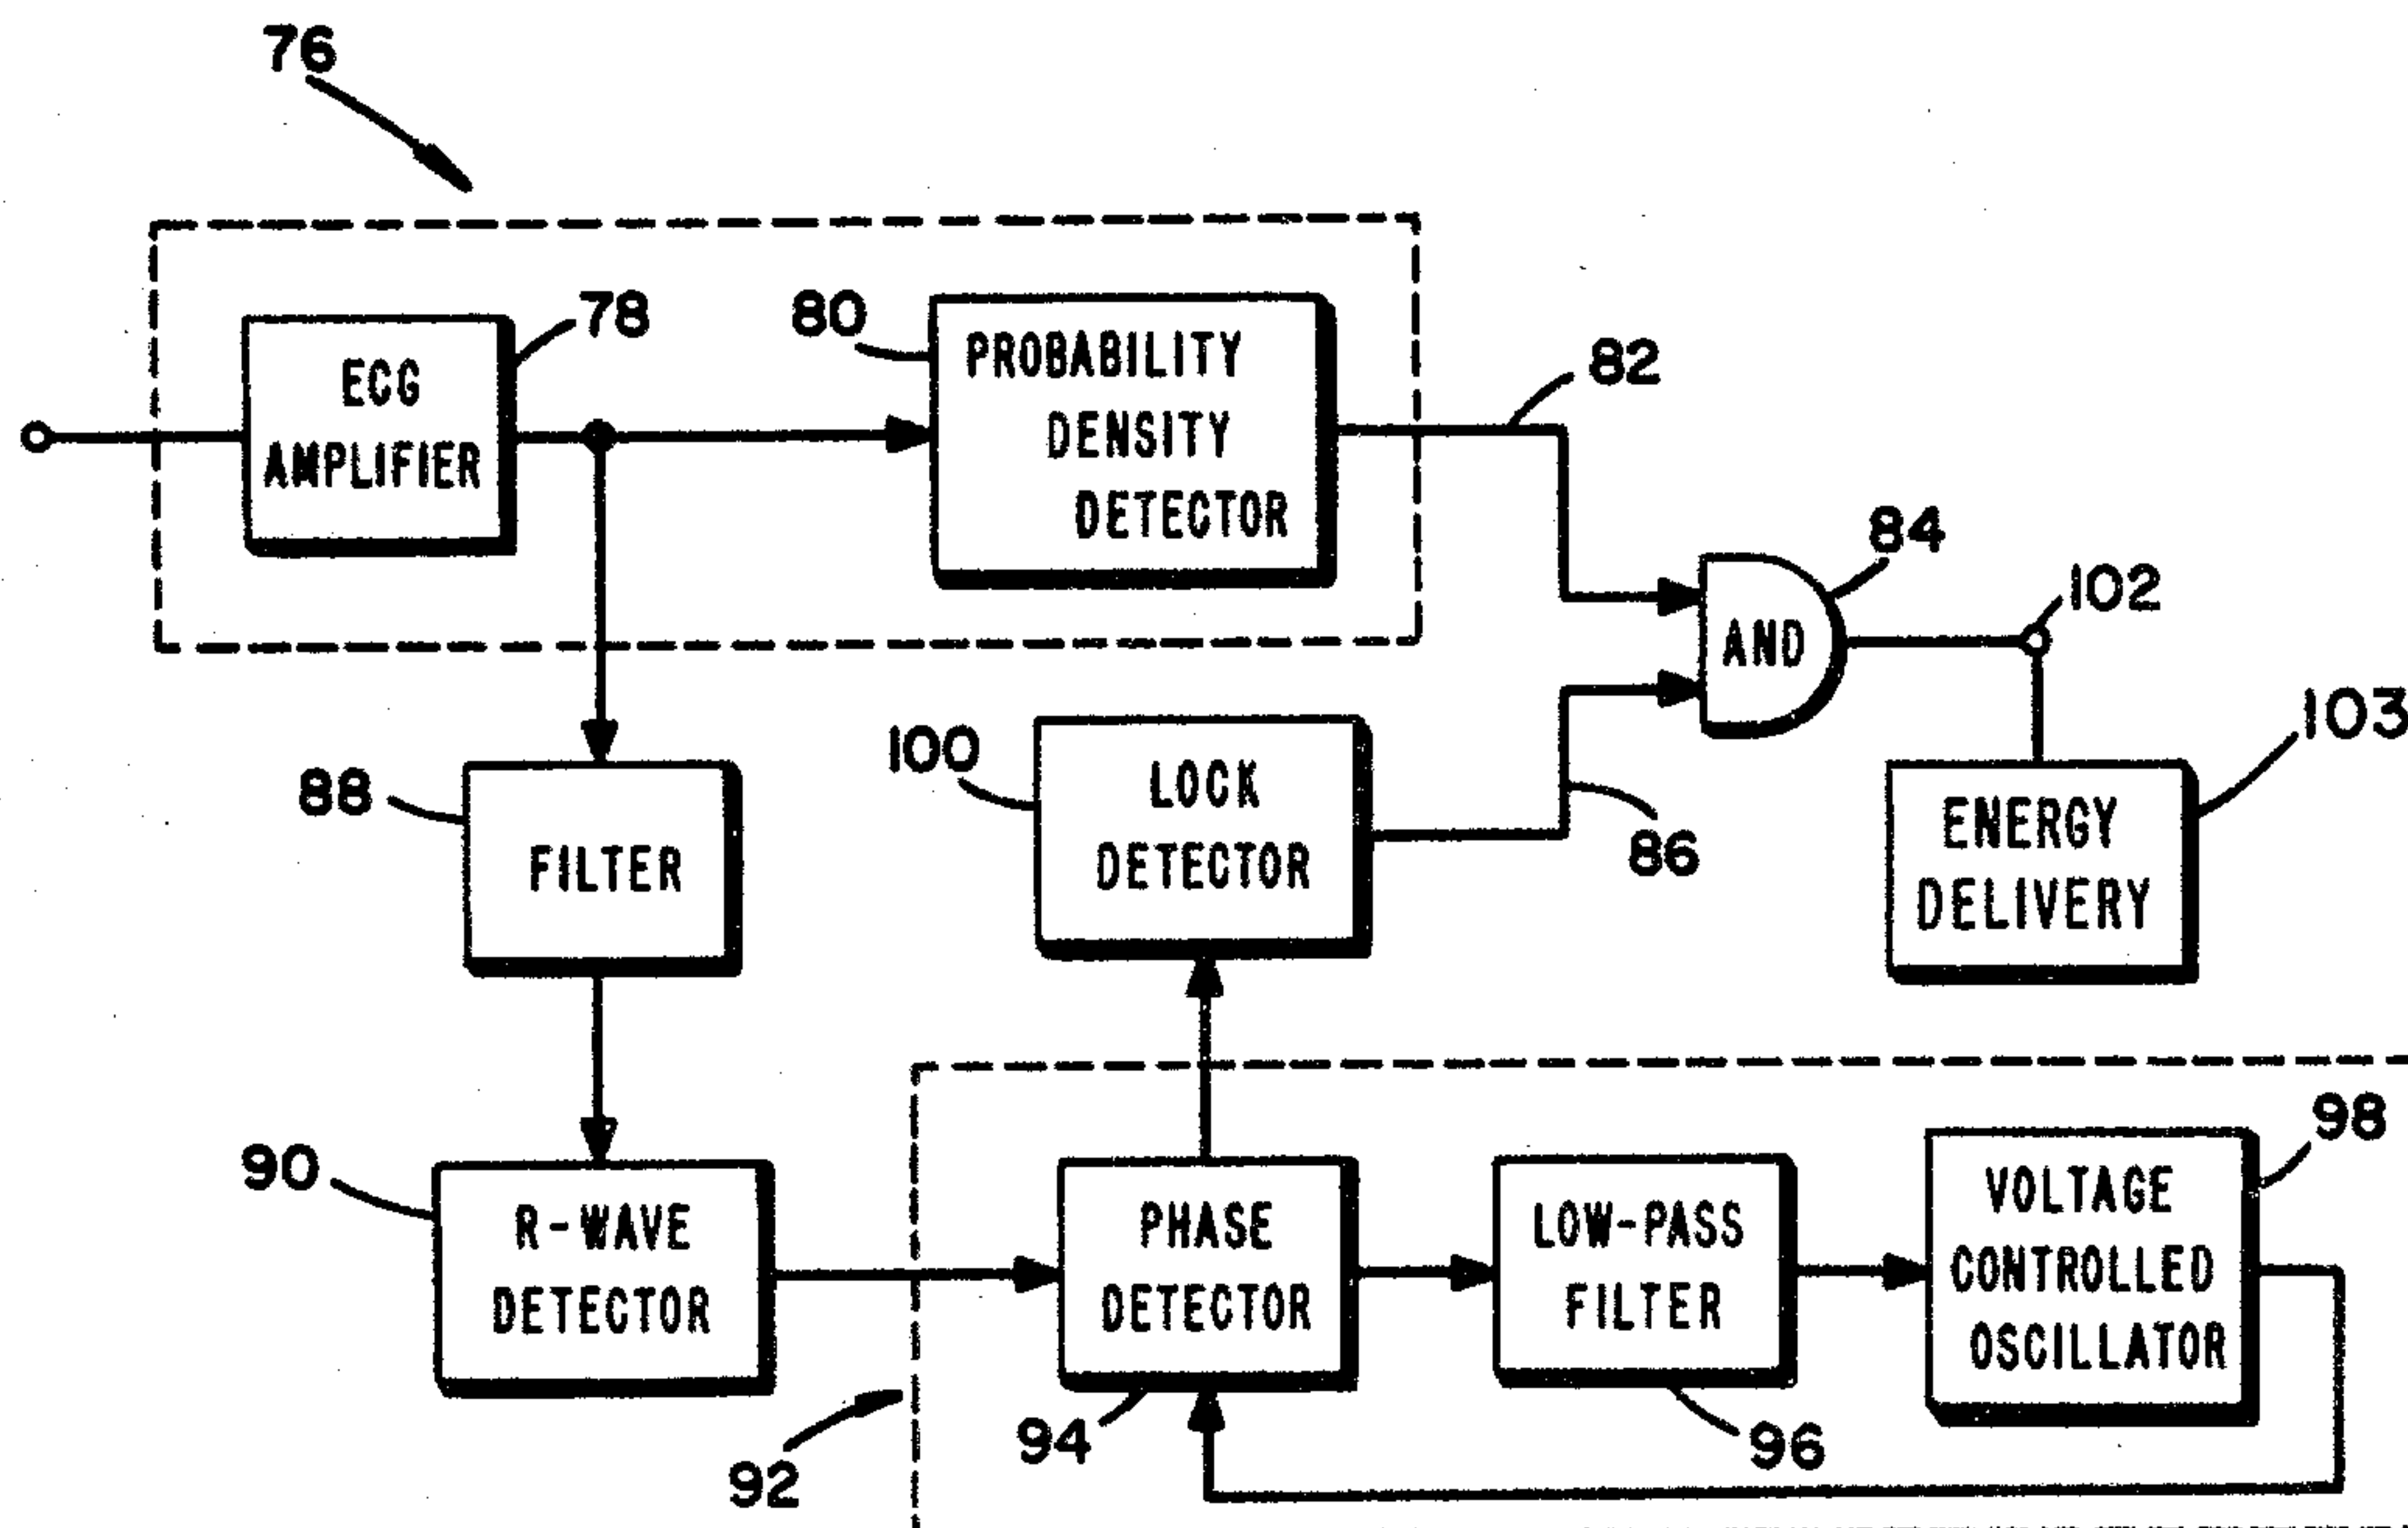 76
78
ECG
AMPLIFIER
80
PROBABILITY
DENSITY
DETECTOR
82
84
AND
102
103
ENERGY
DELIVERY
88
FILTER
100
LOCK
DETECTOR
86
90
R-WAVE
DETECTOR
92
PHASE
DETECTOR
94
LOW-PASS
FILTER
96
98
VOLTAGE
CONTROLLED
OSCILLATOR